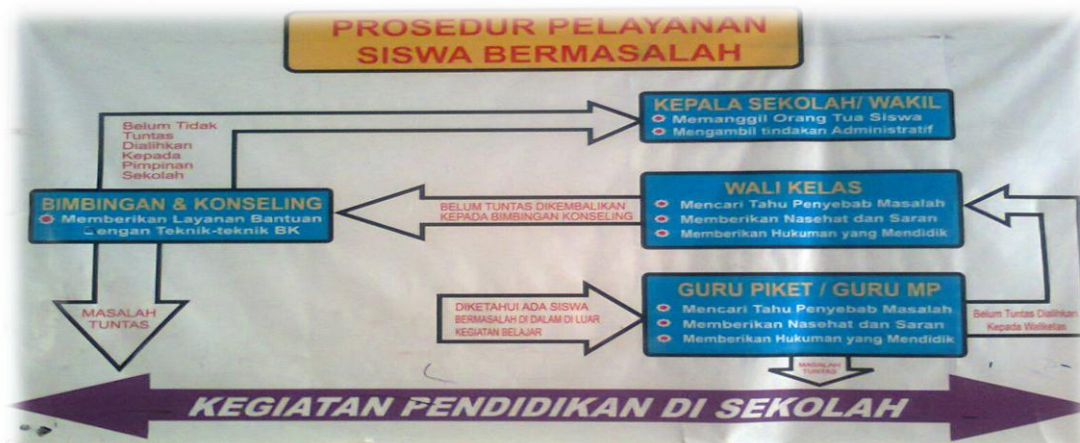 PROSEDUR PELAYANAN
SISWA BERMASALAH
KEPALA SEKOLAH/ WAKIL
Memanggil Orang Tua Siswa
Mengambil tindakan Administratif
Belum Tidak
Tuntas
Dialihkan
Kepada
Pimpinan
Sekolah
BIMBINGAN & KONSELING
Memberikan Layanan Bantuan
dengan Teknik-teknik BK
BELUM TUNTAS DIKEMBALIKAN
KEPADA BIMBINGAN KONSELING
WALI KELAS
Mencari Tahu Penyebab Masalah
Memberikan Nasehat dan Saran
Memberikan Hukuman yang Mendidik
MASALAH
TUNTAS
DIKETAHUI ADA SISWA
BERMASALAH DI DALAM DI LUAR
KEGIATAN BELAJAR
GURU PIKET / GURU MP
Mencari Tahu Penyebab Masalah
Memberikan Nasehat dan Saran
Memberikan Hukuman yang Mendidik
Belum Tuntas Dialihkan
Kepada Walikelas
MASALAH
TUNTAS
KEGIATAN PENDIDIKAN DI SEKOLAH